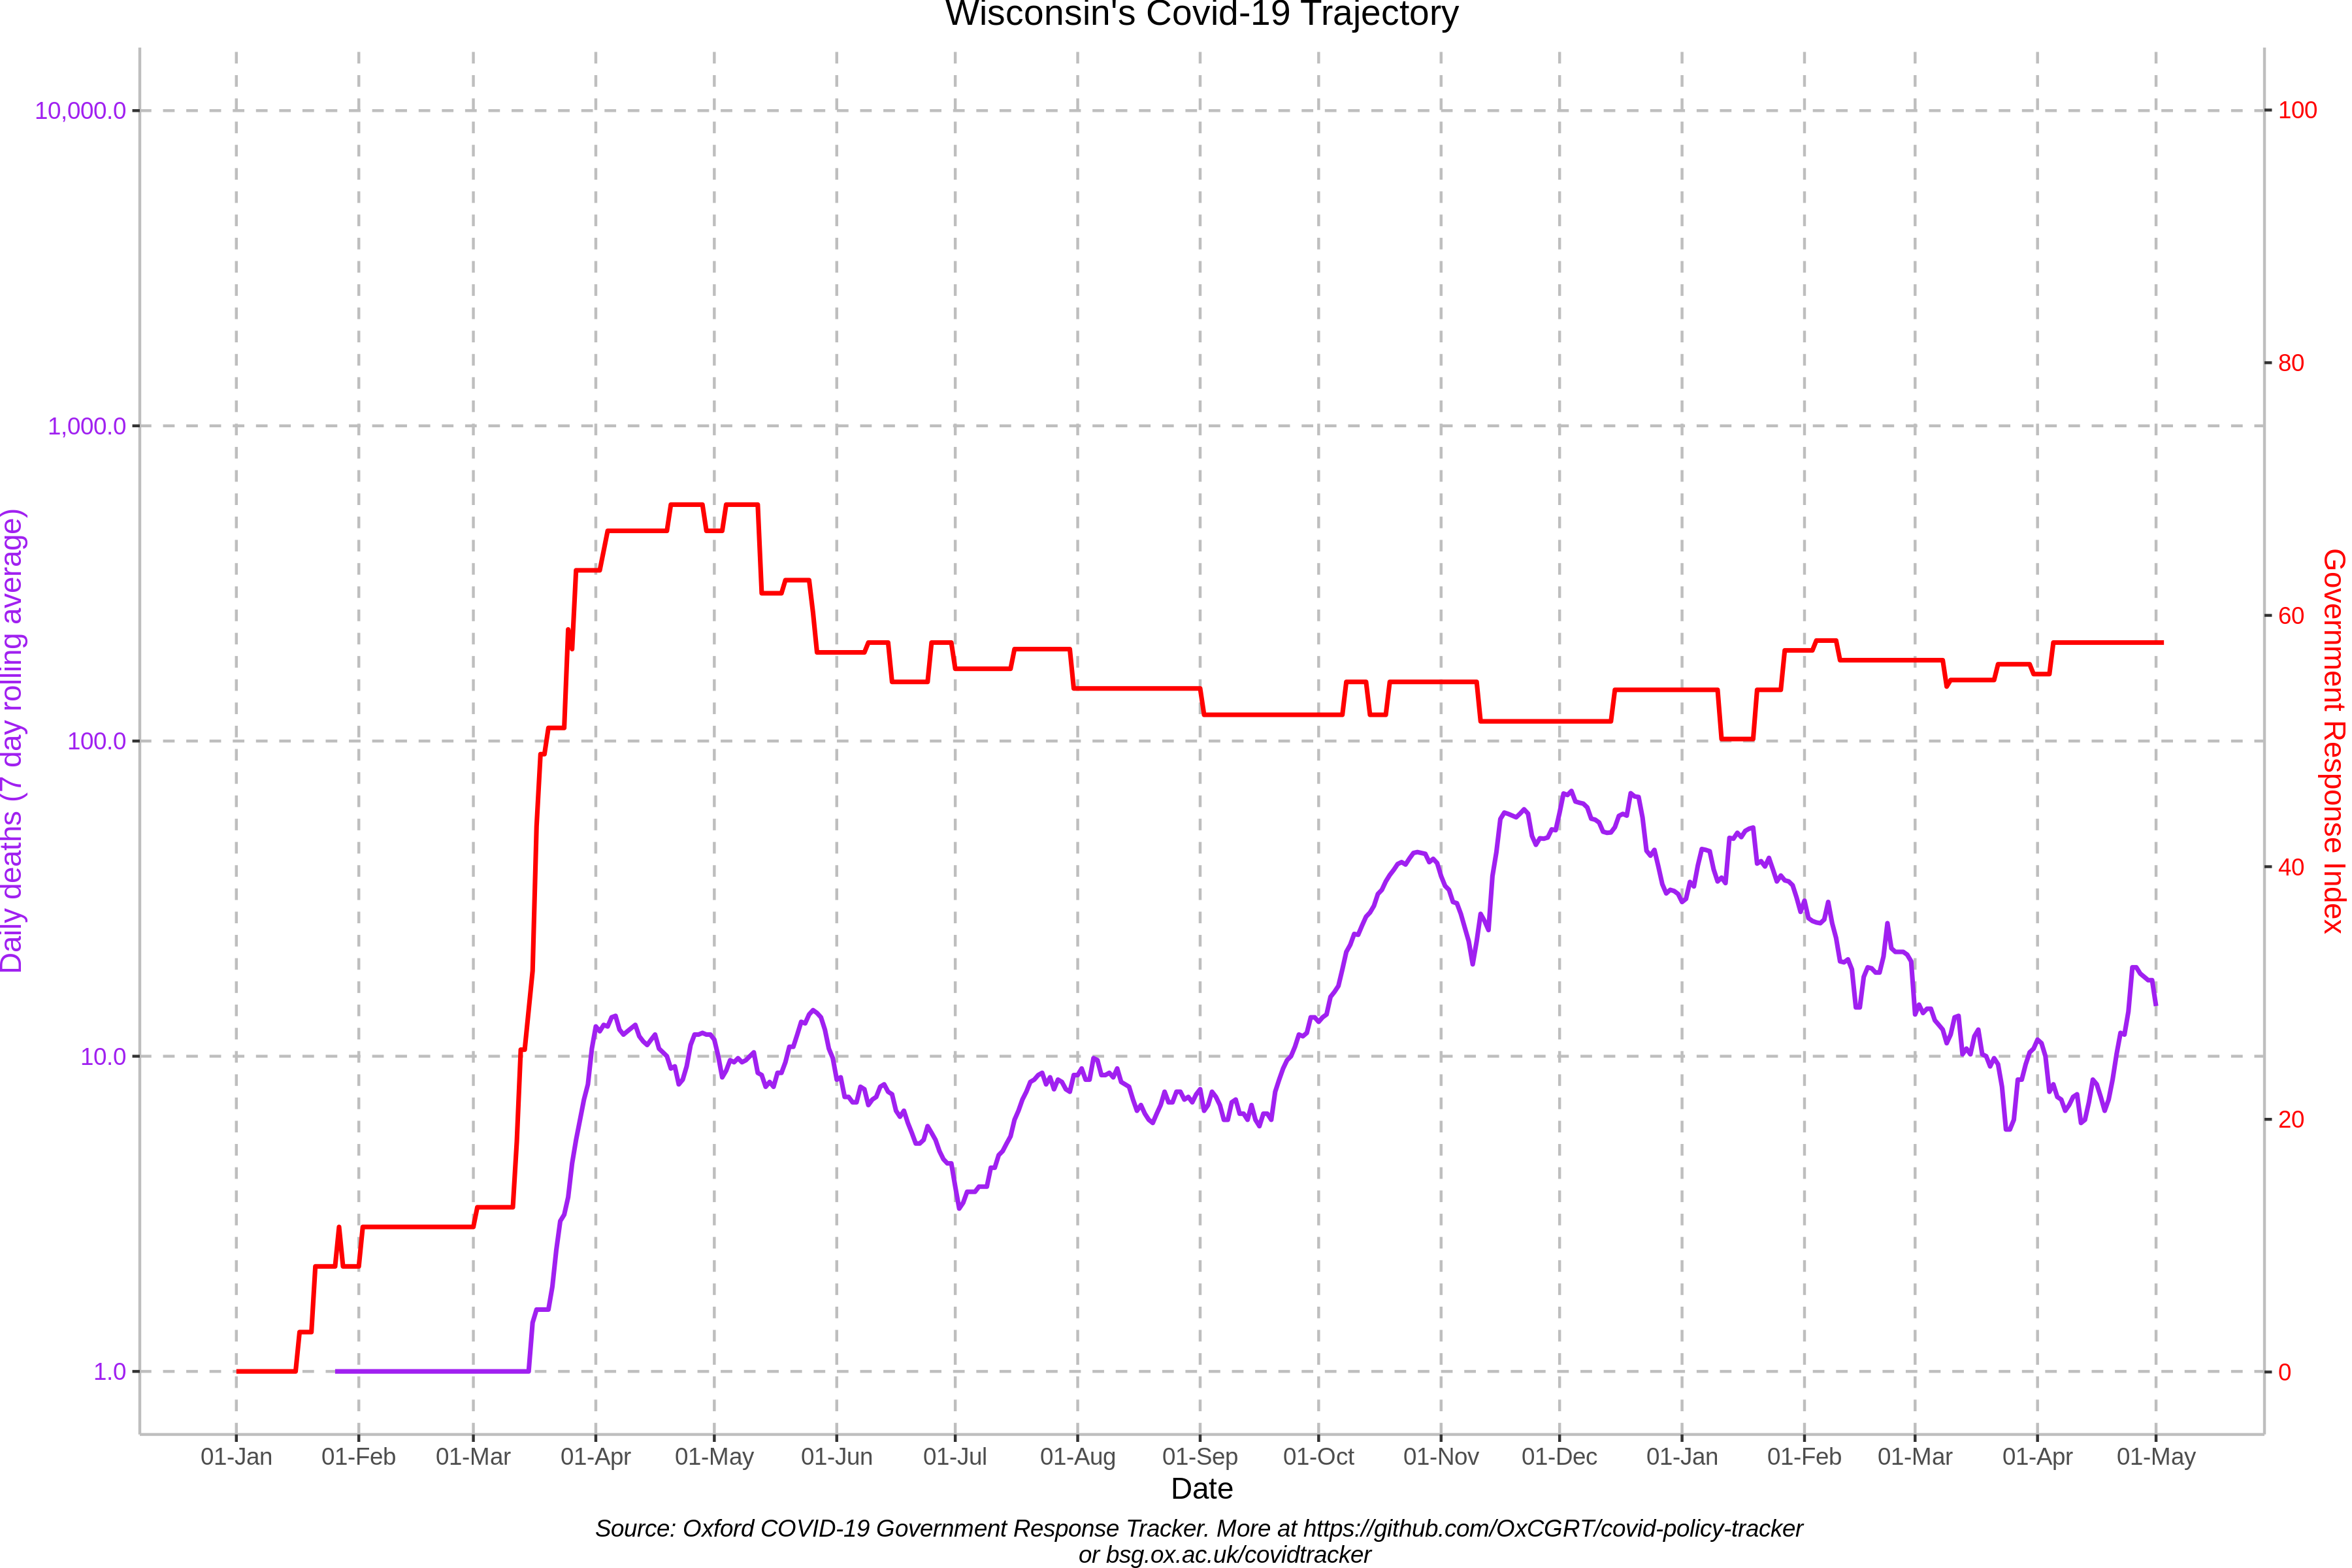 Wisconsin's Covid-19 Trajectory
10,000.0
1,000.0
100.0
10.0
1.0
Daily deaths (7 day rolling average)
100
80
60
40
20
0
Government Response Index
01-Jan 01-Feb 01-Mar 01-Apr 01-May 01-Jun 01-Jul 01-Aug 01-Sep 01-Oct 01-Nov 01-Dec 01-Jan 01-Feb 01-Mar 01-Apr 01-May
Date
Source: Oxford COVID-19 Government Response Tracker. More at https://github.com/OxCGRT/covid-policy-tracker
or bsg.ox.ac.uk/covidtracker